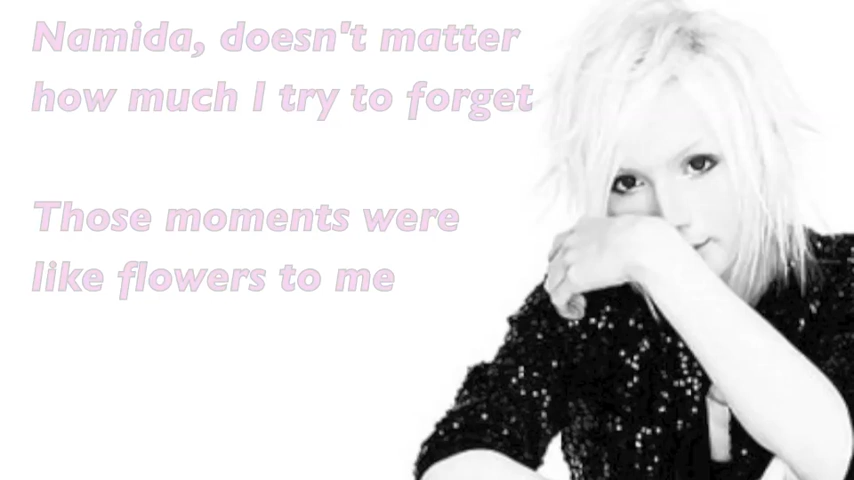 Namida, doesn't matter
how much I try to forget
Those moments were
like flowers to me